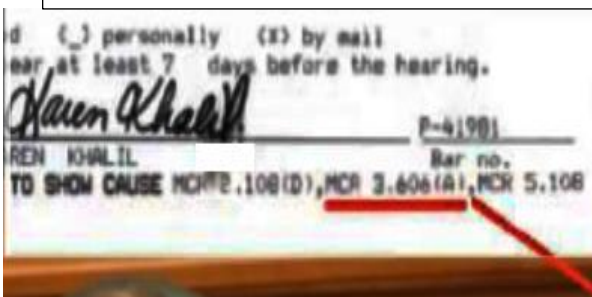 d (_) personally (X) by mail
ear at least 7 days before the hearing.
Karen Khalil
P-41981
REN KHALIL
Bar no.
TO SHOW CAUSE MCR 2.108(D),MCR 3.606(A),MCR 5.108